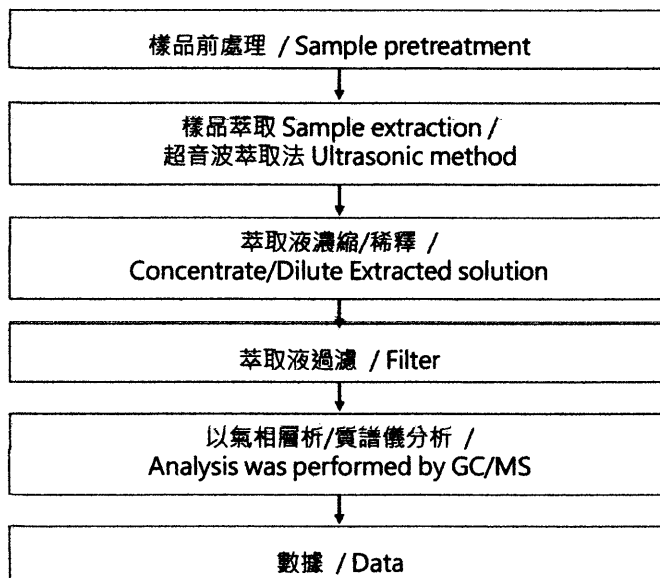 樣品前處理 / Sample pretreatment
樣品萃取 Sample extraction /
超音波萃取法 Ultrasonic method
萃取液濃縮/稀釋 /
Concentrate/Dilute Extracted solution
萃取液過濾 / Filter
以氣相層析/質譜儀分析 /
Analysis was performed by GC/MS
數據 / Data